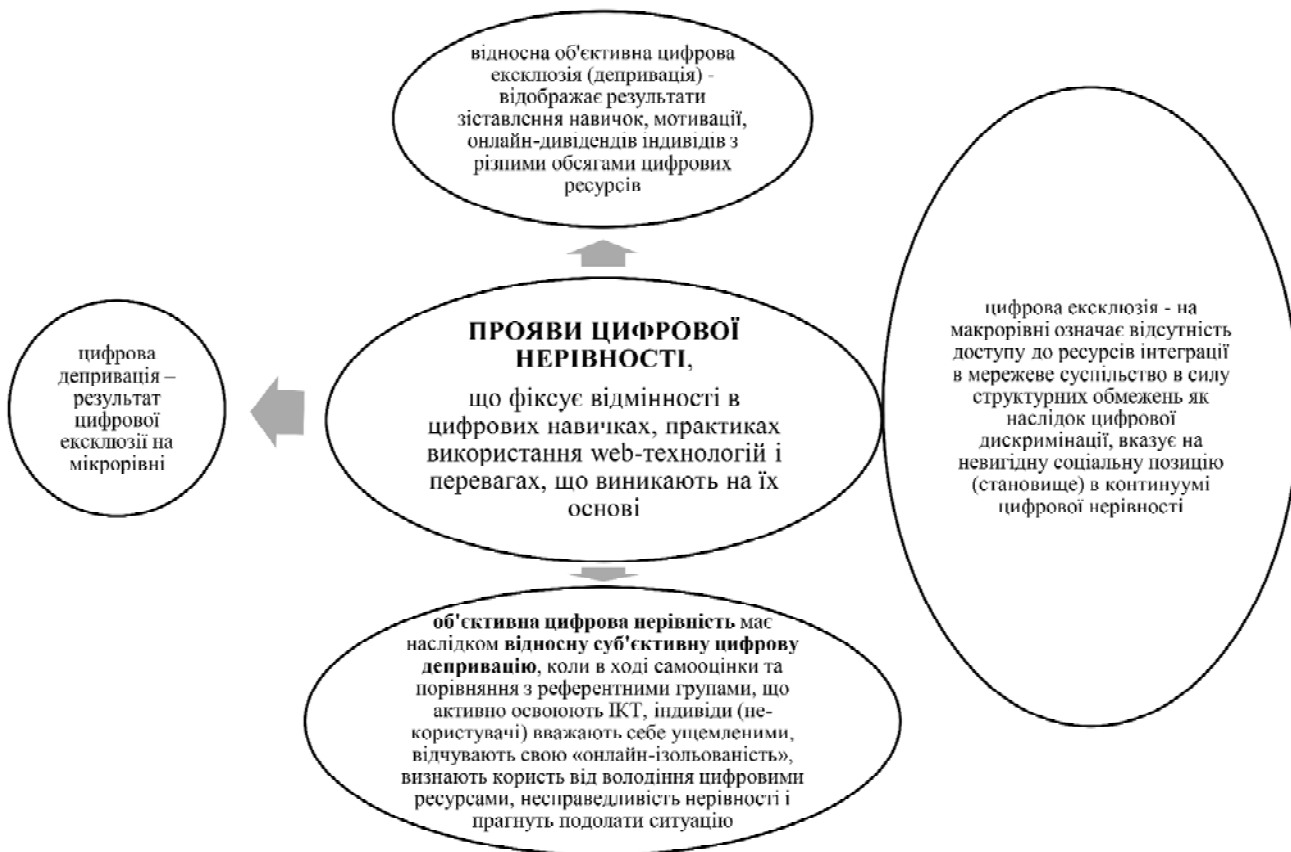 відносна об'єктивна цифрова
ексклюзія (депривація) -
відображає результати
зіставлення навичок, мотивації,
онлайн-дивідендів індивідів з
різними обсягами цифрових
ресурсів
ПРОЯВИ ЦИФРОВОЇ
НЕРІВНОСТІ,
що фіксує відмінності в
цифрових навичках, практиках
використання web-технологій і
перевагах, що виникають на їх
основі
цифрова
депривація –
результат
цифрової
ексклюзії на
мікрорівні
цифрова ексклюзія - на
макрорівні означає відсутність
доступу до ресурсів інтеграції
в мережеве суспільство в силу
структурних обмежень як
наслідок цифрової
дискримінації, вказує на
невигідну соціальну позицію
(становище) в континуумі
цифрової нерівності
об'єктивна цифрова нерівність має
наслідком відносну суб'єктивну цифрову
депривацію, коли в ході самооцінки та
порівняння з референтними групами, що
активно освоюють ІКТ, індивіди (не-
користувачі) вважають себе ущемленими,
відчувають свою «онлайн-ізольованість»,
визнають користь від володіння цифровими
ресурсами, несправедливість нерівності і
прагнуть подолати ситуацію